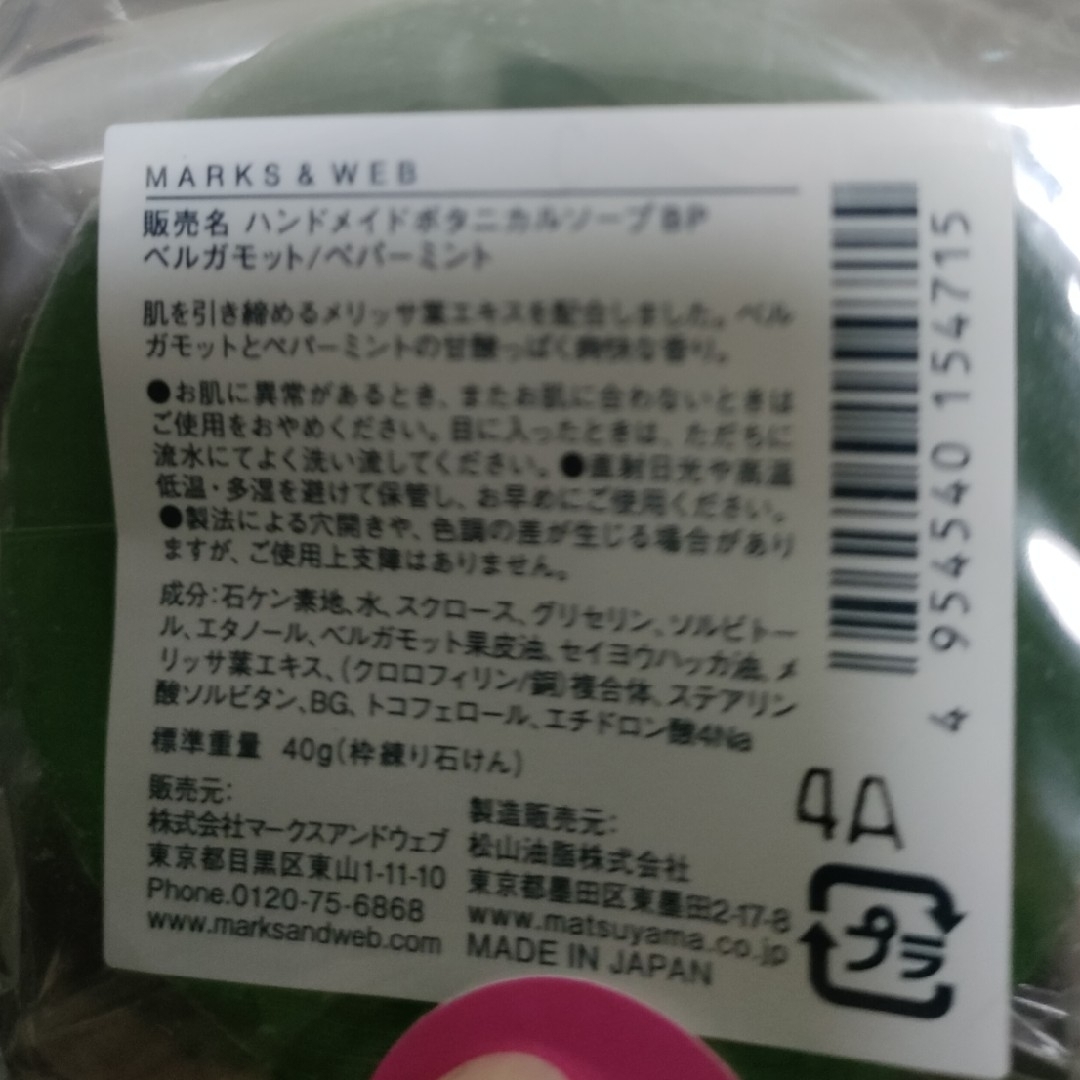 MARKS & WEB
販売名 ハンドメイドボタニカルソープBP
ベルガモット/ペパーミント
肌を引き締めるメリッサ葉エキスを配合しました。ベル
ガモットとペパーミントの甘酸っぱく爽快な香り。
●お肌に異常があるとき、またお肌に合わないときは
ご使用をおやめください。目に入ったときは、ただちに
流水にてよく洗い流してください。●直射日光や高温
低温・多湿を避けて保管し、お早めにご使用ください。
●製法による穴開きや、色調の差が生じる場合があり
ますが、ご使用上支障はありません。
成分:石ケン素地、水、スクロース、グリセリン、ソルビトー
ル、エタノール、ベルガモット果皮油、セイヨウハッカ油、メ
リッサ葉エキス、(クロロフィリン/銅)複合体、ステアリン
酸ソルビタン、BG、トコフェロール、エチドロン酸4Na
標準重量 40g(枠練り石けん)
販売元:
株式会社マークスアンドウェブ
東京都目黒区東山1-11-10
Phone.0120-75-6868
www.marksandweb.com
製造販売元:
松山油脂株式会社
東京都墨田区東墨田2-17-8
www.matsuyama.co.jp
MADE IN JAPAN
4 954540 154715
4A
プラ